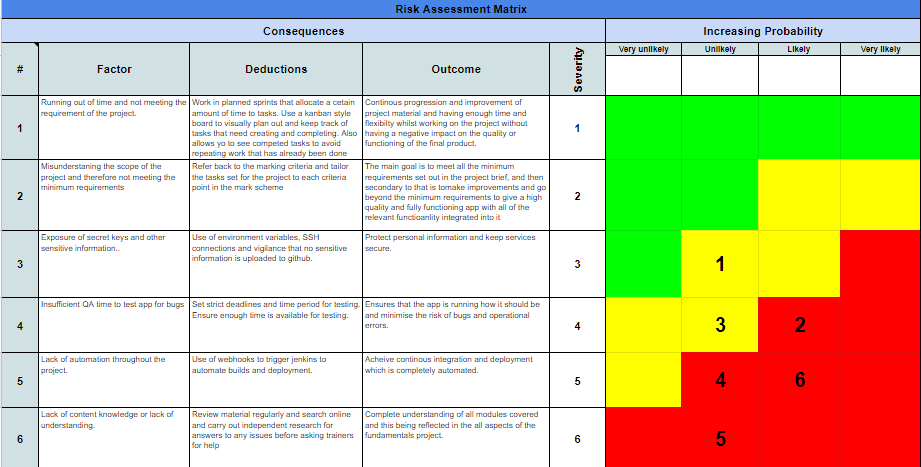 Risk Assessment Matrix
Consequences
Increasing Probability
Very unlikely
Unlikely
Likely
Very likely
#
Factor
Deductions
Outcome
Severity
1
Running out of time and not meeting the
requirement of the project.
Work in planned sprints that allocate a cetain
amount of time to tasks. Use a kanban style
board to visually plan out and keep track of
tasks that need creating and completing. Also
allows yo to see competed tasks to avoid
repeating work that has already been done
Continous progression and improvement of
project material and having enough time and
flexibilty whilst working on the project without
having a negative impact on the quality or
functioning of the final product.
1
2
Misunderstaning the scope of the
project and therefore not meeting the
minimum requirements
Refer back to the marking criteria and tailor
the tasks set for the project to each criteria
point in the mark scheme
The main goal is to meet all the minimum
requirements set out in the project brief, and then
secondary to that is tomake improvements and go
beyond the minimum requirements to give a high
quality and fully functioning app with all of the
relevant functioanlity integrated into it
2
3
Exposure of secret keys and other
sensitive information..
Use of environment variables, SSH
connections and vigilance that no sensitive
information is uploaded to github.
Protect personal information and keep services
secure.
3
1
4
Insufficient QA time to test app for bugs
Set strict deadlines and time period for testing.
Ensure enough time is available for testing.
Ensures that the app is running how it should be
and minimise the risk of bugs and operational
errors.
4
3
2
5
Lack of automation throughout the
project.
Use of webhooks to trigger jenkins to
automate builds and deployment.
Acheive continous integration and deployment
which is completely automated.
5
4
6
6
Lack of content knowledge or lack of
understanding.
Review material regularly and search online
and carry out independent research for
answers to any issues before asking trainers
for help
Complete understanding of all modules covered
and this being reflected in the all aspects of the
fundamentals project.
6
5